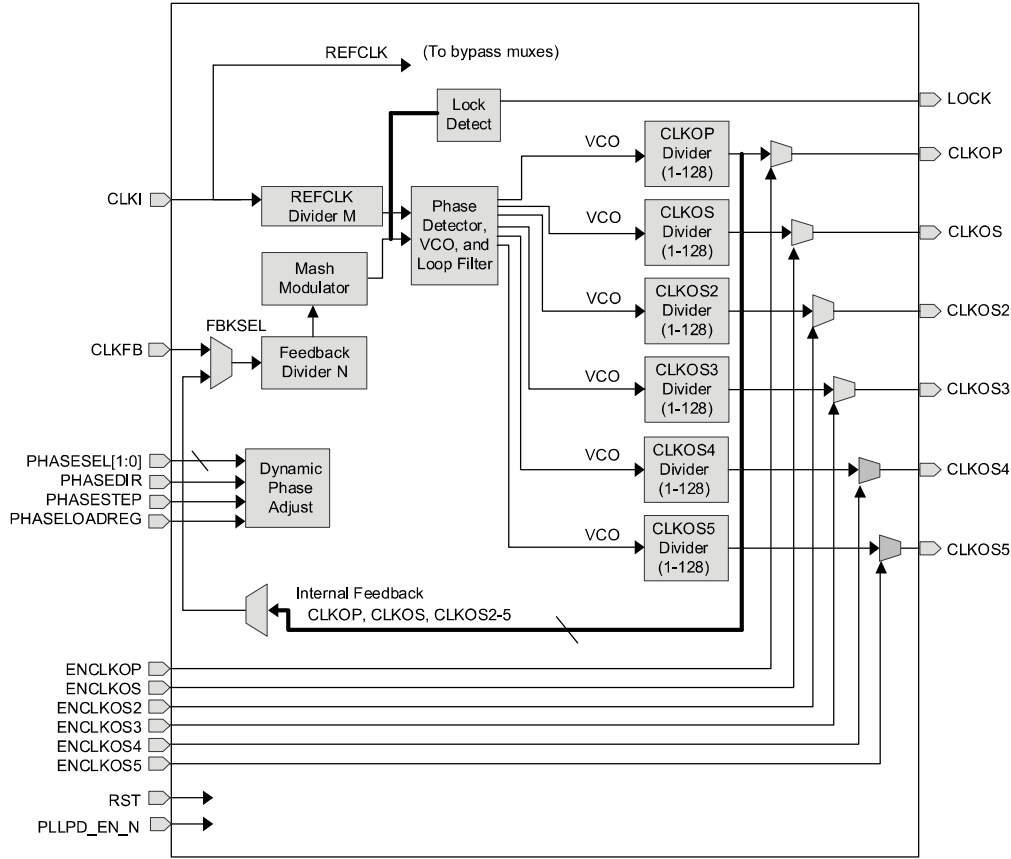 REFCLK
(To bypass muxes)
Lock
Detect
LOCK
VCO
CLKOP
Divider
(1-128)
CLKOP
CLKI
REFCLK
Divider M
Phase
Detector,
VCO, and
Loop Filter
VCO
CLKOS
Divider
(1-128)
CLKOS
Mash
Modulator
VCO
CLKOS2
Divider
(1-128)
CLKOS2
FBKSEL
CLKFB
Feedback
Divider N
VCO
CLKOS3
Divider
(1-128)
CLKOS3
PHASESEL[1:0]
PHASEDIR
PHASESTEP
PHASELOADREG
Dynamic
Phase
Adjust
VCO
CLKOS4
Divider
(1-128)
CLKOS4
VCO
CLKOS5
Divider
(1-128)
CLKOS5
Internal Feedback
CLKOP, CLKOS, CLKOS2-5
ENCLKOP
ENCLKOS
ENCLKOS2
ENCLKOS3
ENCLKOS4
ENCLKOS5
RST
PLLPD_EN_N